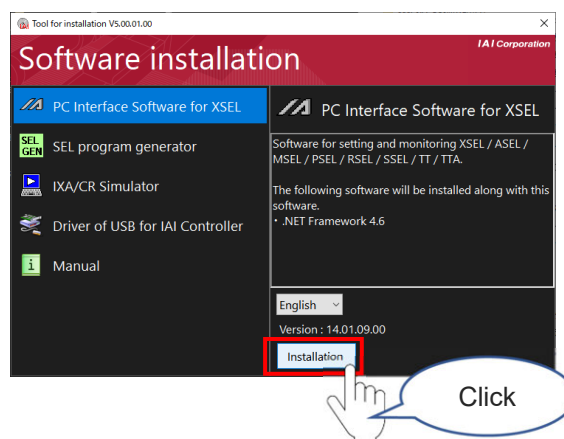 Tool for installation V5.00.01.00
Software installation
IAI Corporation
PC Interface Software for XSEL
SEL GEN
SEL program generator
IXA/CR Simulator
Driver of USB for IAI Controller
i
Manual
PC Interface Software for XSEL
Software for setting and monitoring XSEL / ASEL /
MSEL / PSEL / RSEL / SSEL / TT / TTA.
The following software will be installed along with this
software.
・.NET Framework 4.6
English
Version : 14.01.09.00
Installation
Click